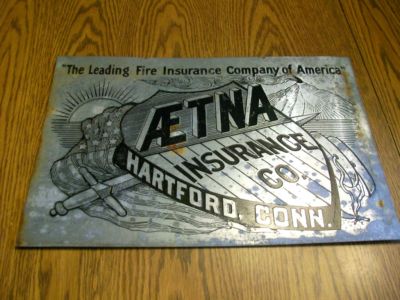 "The Leading Fire Insurance Company of America"
ÆTNA
INSURANCE
CO.
HARTFORD, CONN.